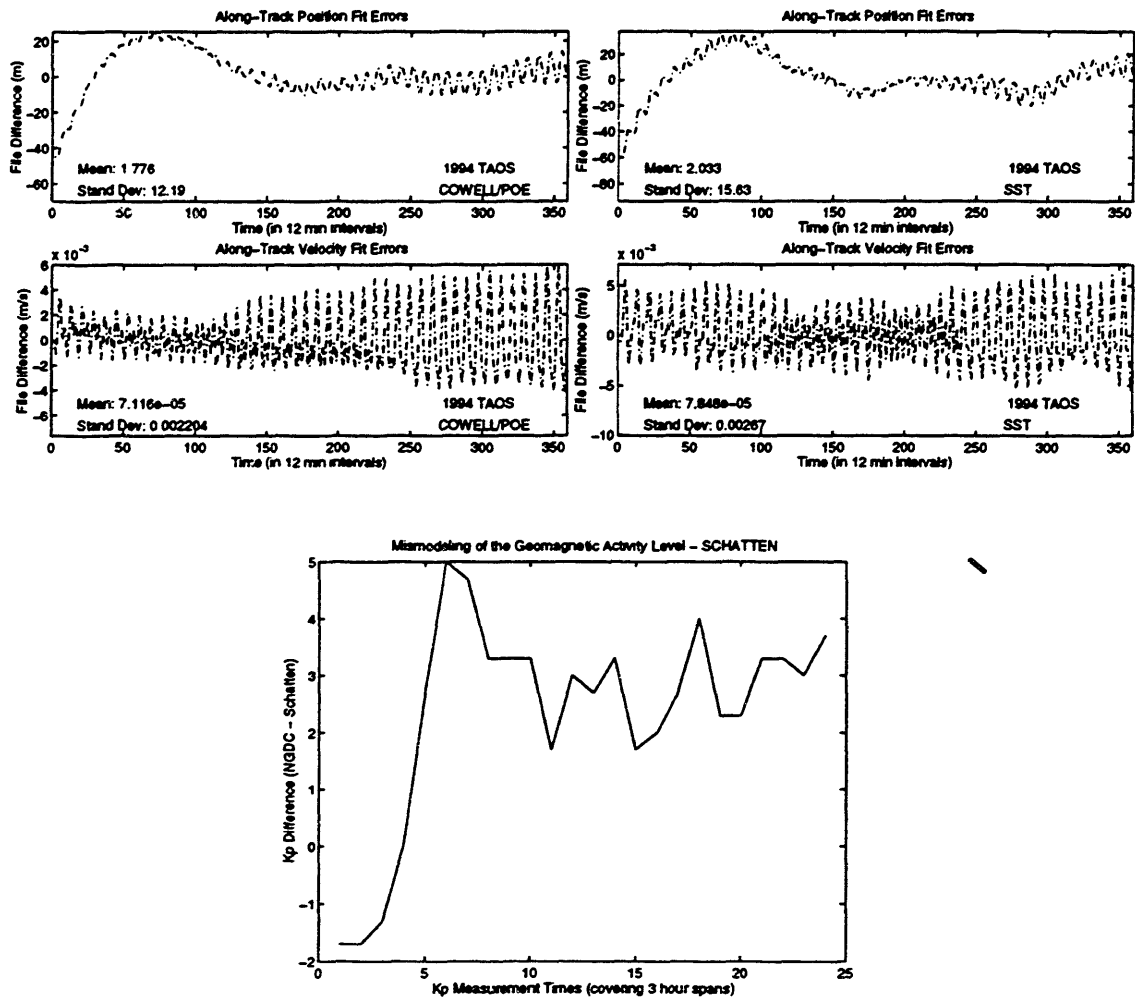 Along-Track Position Fit Errors
20
0
-20
-40
-60
File Difference (m)
Mean: 1 776
Stand Dev: 12.19
1994 TAOS
COWELL/POE
0 50 100 150 200 250 300 350
Time (in 12 min intervals)
Along-Track Position Fit Errors
20
0
-20
-40
-60
-80
File Difference (m)
Mean: 2.033
Stand Dev: 15.63
1994 TAOS
SST
0 50 100 150 200 250 300 350
Time (in 12 min intervals)
Along-Track Velocity Fit Errors
x 10^-3
6
4
2
0
-2
-4
-6
File Difference (m/s)
Mean: 7.116e-05
Stand Dev: 0 002204
1994 TAOS
COWELL/POE
0 50 100 150 200 250 300 350
Time (in 12 min intervals)
Along-Track Velocity Fit Errors
x 10^-3
5
0
-5
-10
File Difference (m/s)
Mean: 7.848e-05
Stand Dev: 0.00267
1994 TAOS
SST
0 50 100 150 200 250 300 350
Time (in 12 min intervals)
Mismodeling of the Geomagnetic Activity Level - SCHATTEN
5
4
3
2
1
0
-1
-2
Kp Difference (NGDC - Schatten)
0 5 10 15 20 25
Kp Measurement Times (covering 3 hour spans)